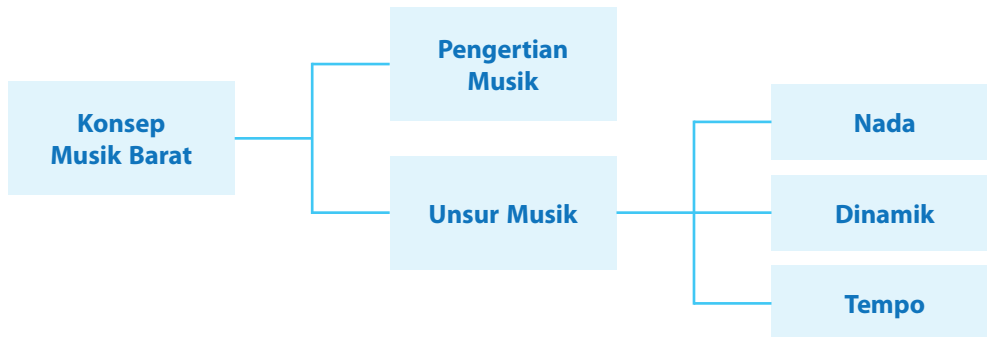 Konsep
Musik Barat
Pengertian
Musik
Unsur Musik
Nada
Dinamik
Tempo